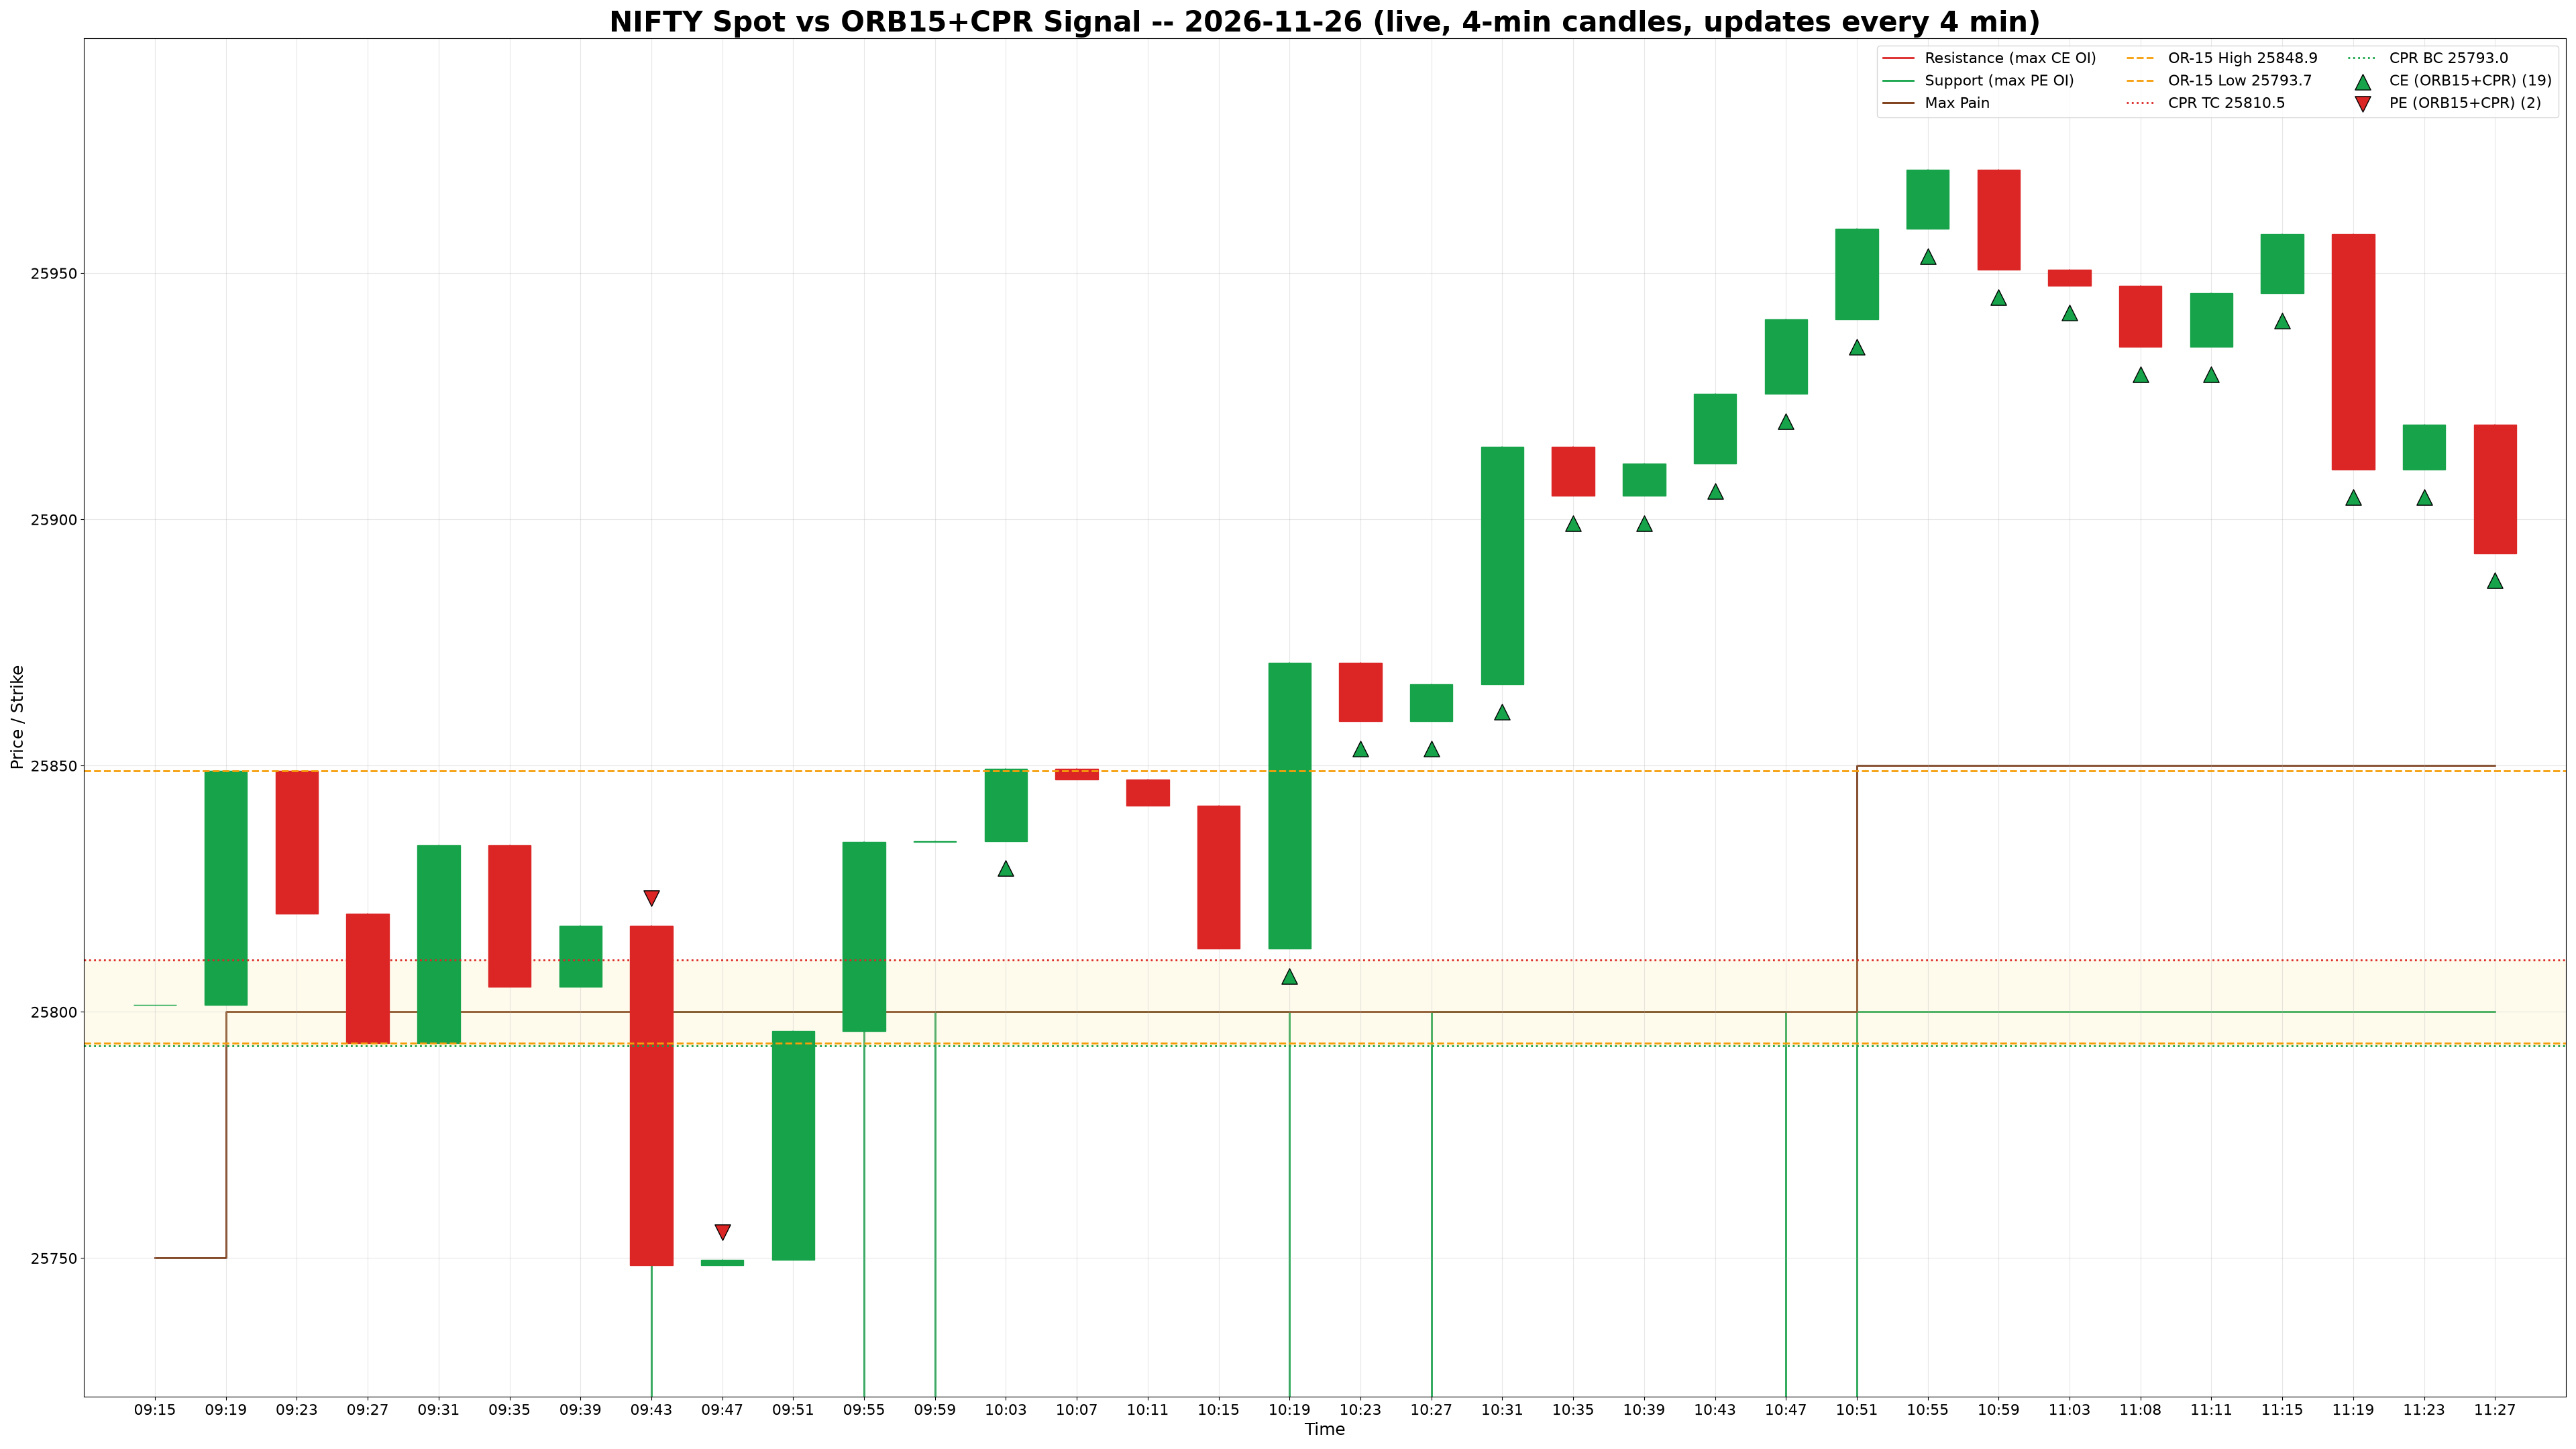 NIFTY Spot vs ORB15+CPR Signal -- 2026-11-26 (live, 4-min candles, updates every 4 min)
Resistance (max CE OI)
Support (max PE OI)
Max Pain
OR-15 High 25848.9
OR-15 Low 25793.7
CPR TC 25810.5
CPR BC 25793.0
CE (ORB15+CPR) (19)
PE (ORB15+CPR) (2)
Price / Strike
25950
25900
25850
25800
25750
09:15 09:19 09:23 09:27 09:31 09:35 09:39 09:43 09:47 09:51 09:55 09:59 10:03 10:07 10:11 10:15 10:19 10:23 10:27 10:31 10:35 10:39 10:43 10:47 10:51 10:55 10:59 11:03 11:08 11:11 11:15 11:19 11:23 11:27
Time